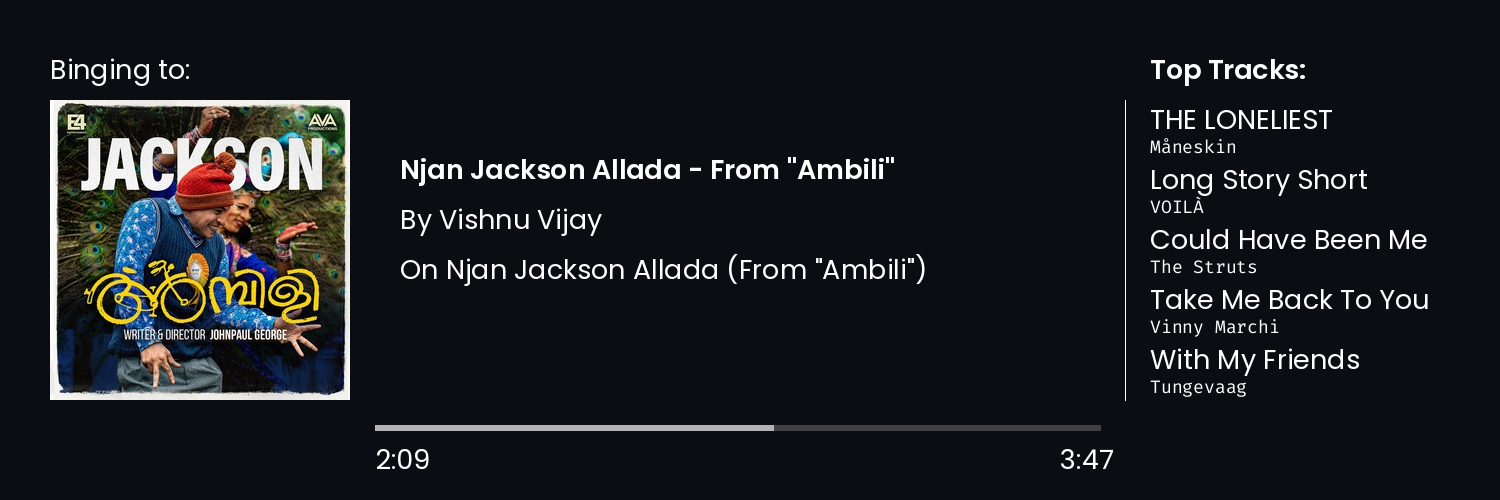 Binging to:
E4
AVA
PRODUCTIONS
JACKSON
അമ്പിളി
WRITER & DIRECTOR JOHNPAUL GEORGE
Njan Jackson Allada - From "Ambili"
By Vishnu Vijay
On Njan Jackson Allada (From "Ambili")
2:09
3:47
Top Tracks:
THE LONELIEST
Måneskin
Long Story Short
VOILÀ
Could Have Been Me
The Struts
Take Me Back To You
Vinny Marchi
With My Friends
Tungevaag